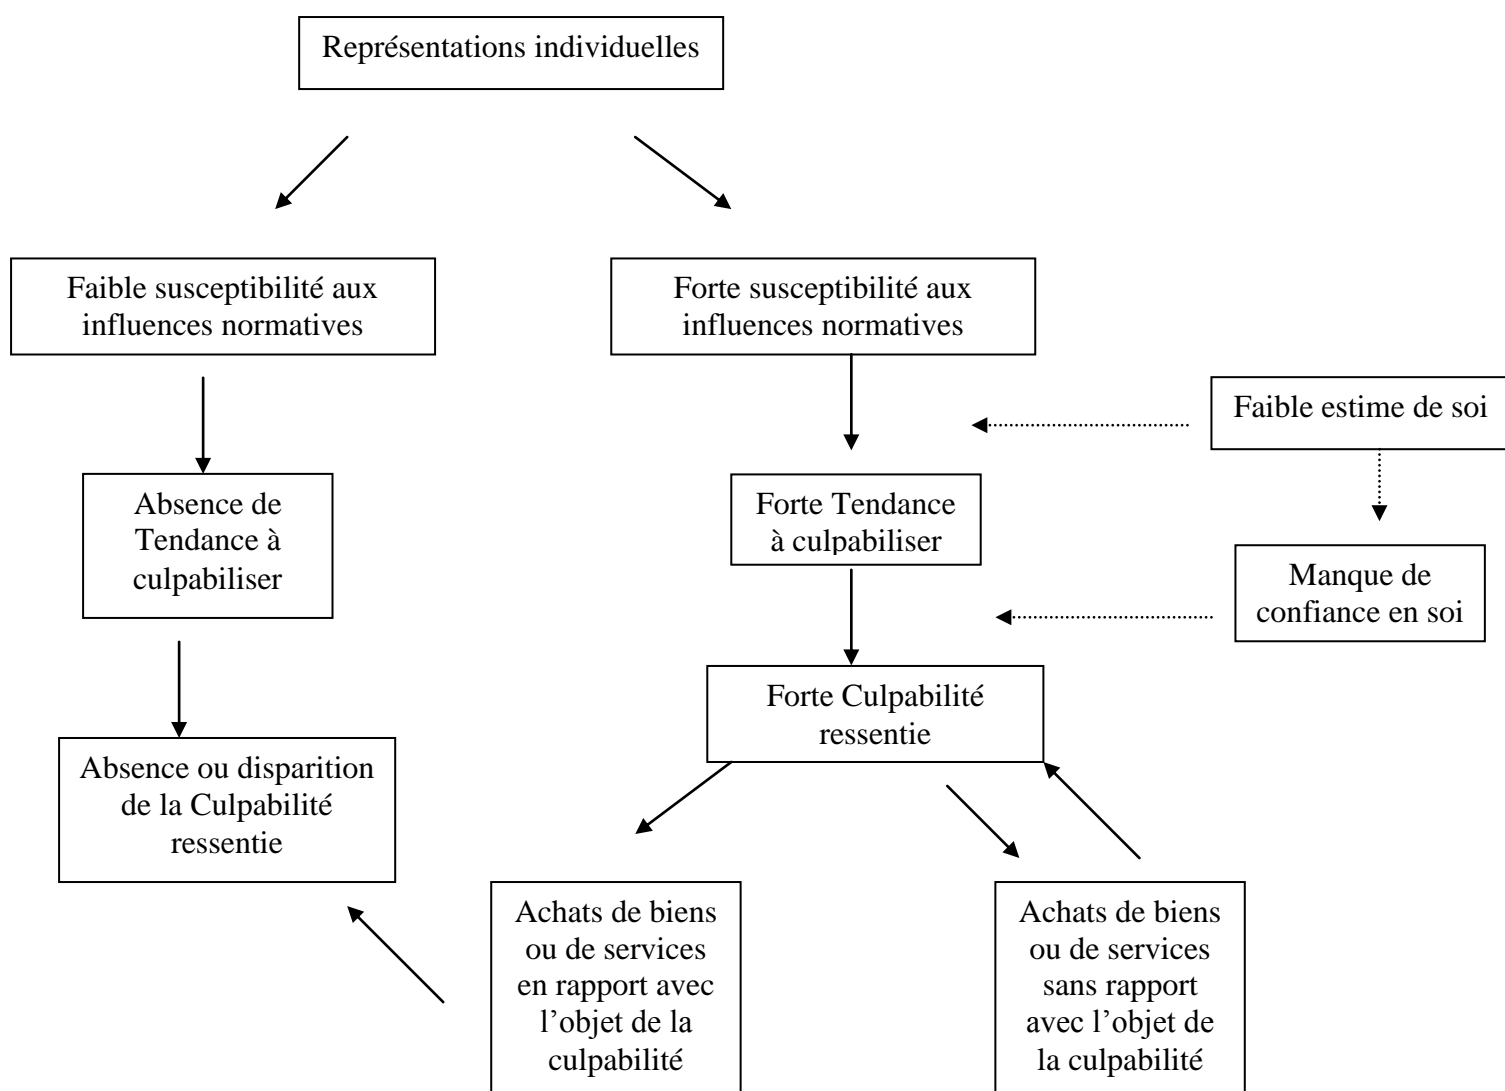 Représentations individuelles
Faible susceptibilité aux
influences normatives
Forte susceptibilité aux
influences normatives
Faible estime de soi
Absence de
Tendance à
culpabiliser
Forte Tendance
à culpabiliser
Manque de
confiance en soi
Forte Culpabilité
ressentie
Absence ou disparition
de la Culpabilité
ressentie
Achats de biens
ou de services
en rapport avec
l’objet de la
culpabilité
Achats de biens
ou de services
sans rapport
avec l’objet de
la culpabilité